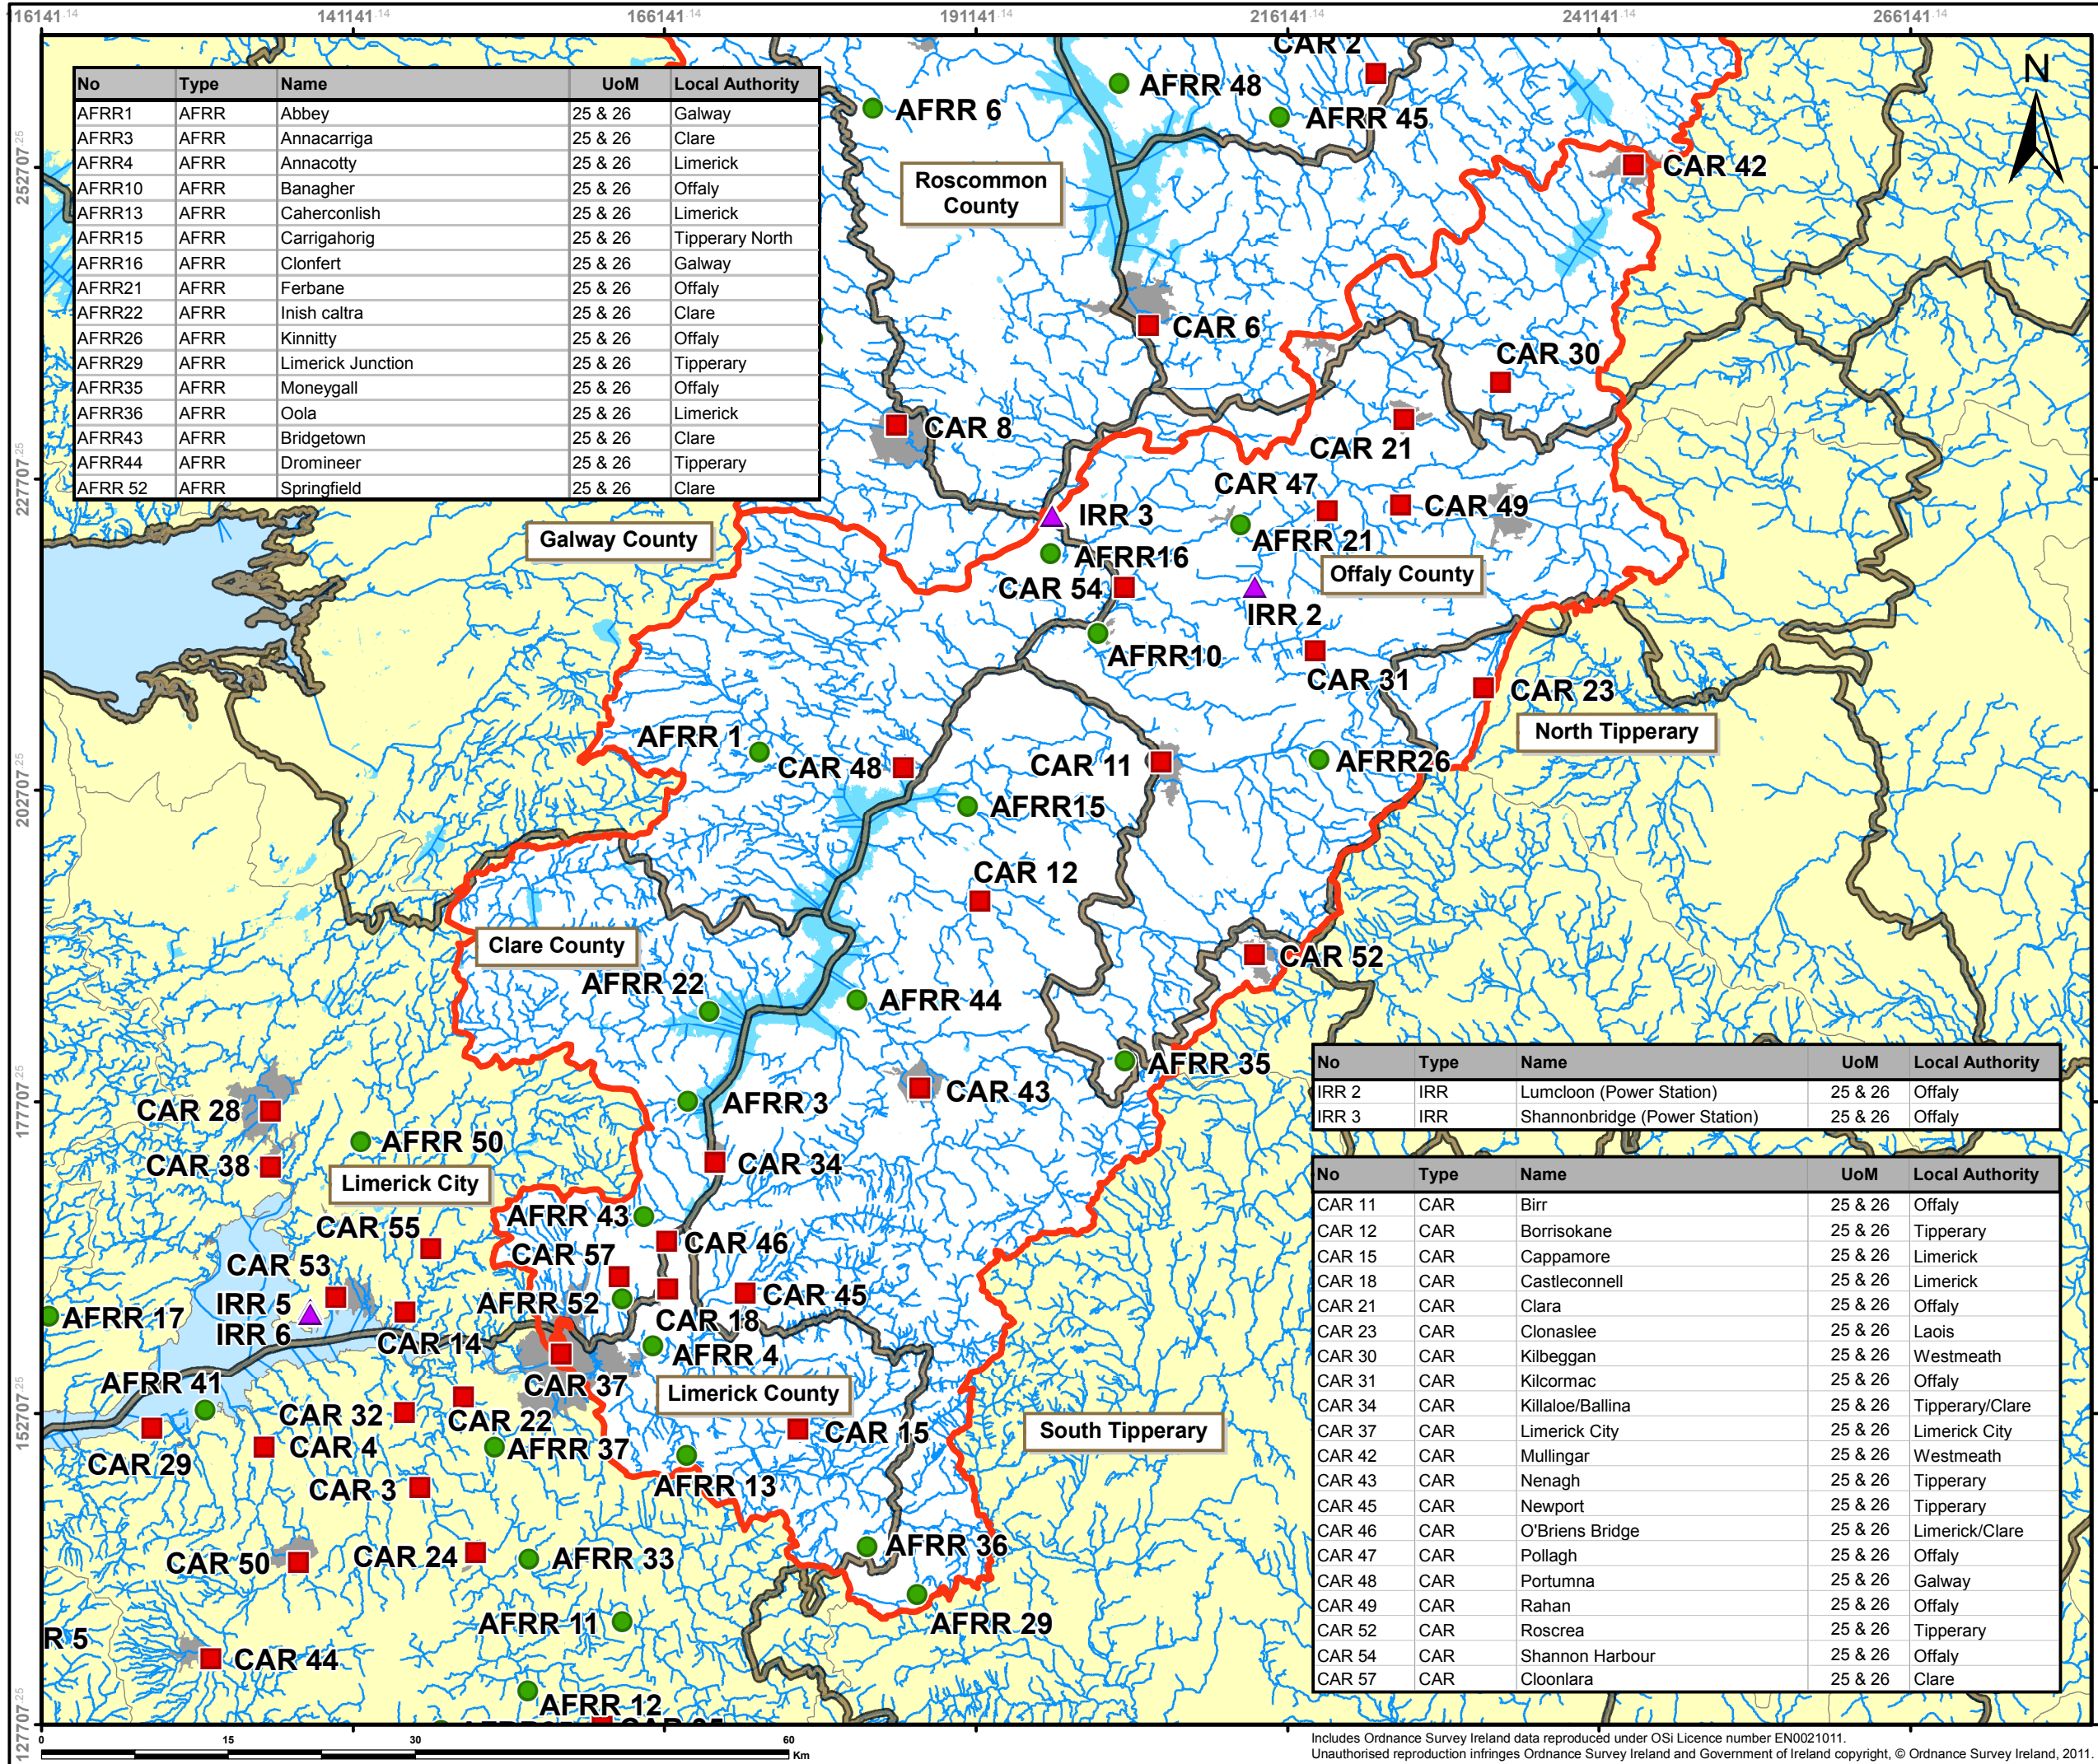 116141.14 141141.14 166141.14 191141.14 216141.14 241141.14 266141.14
252707.25
227707.25
202707.25
177707.25
152707.25
127707.25
No Type Name UoM Local Authority
AFRR1 AFRR Abbey 25 & 26 Galway
AFRR3 AFRR Annacarriga 25 & 26 Clare
AFRR4 AFRR Annacotty 25 & 26 Limerick
AFRR10 AFRR Banagher 25 & 26 Offaly
AFRR13 AFRR Caherconlish 25 & 26 Limerick
AFRR15 AFRR Carrigahorig 25 & 26 Tipperary North
AFRR16 AFRR Clonfert 25 & 26 Galway
AFRR21 AFRR Ferbane 25 & 26 Offaly
AFRR22 AFRR Inish caltra 25 & 26 Clare
AFRR26 AFRR Kinnitty 25 & 26 Offaly
AFRR29 AFRR Limerick Junction 25 & 26 Tipperary
AFRR35 AFRR Moneygall 25 & 26 Offaly
AFRR36 AFRR Oola 25 & 26 Limerick
AFRR43 AFRR Bridgetown 25 & 26 Clare
AFRR44 AFRR Dromineer 25 & 26 Tipperary
AFRR 52 AFRR Springfield 25 & 26 Clare
CAR 2
N
AFRR 48
AFRR 6
AFRR 45
CAR 42
Roscommon
County
CAR 6
CAR 30
CAR 8
CAR 21
CAR 47
CAR 49
IRR 3
Galway County
AFRR 21
AFRR16
Offaly County
CAR 54
IRR 2
AFRR10
CAR 31
CAR 23
North Tipperary
AFRR 1
CAR 48
CAR 11
AFRR26
AFRR15
CAR 12
Clare County
CAR 52
AFRR 22
AFRR 44
AFRR 35
CAR 43
AFRR 3
CAR 28
AFRR 50
CAR 38
CAR 34
Limerick City
AFRR 43
CAR 55
CAR 46
CAR 57
CAR 53
CAR 45
IRR 5
AFRR 52
AFRR 17
CAR 18
IRR 6
CAR 14
AFRR 4
AFRR 41
CAR 37
Limerick County
CAR 32
CAR 22
CAR 15
South Tipperary
CAR 4
AFRR 37
CAR 29
CAR 3
AFRR 13
AFRR 36
CAR 50
CAR 24
AFRR 33
AFRR 11
AFRR 29
R 5
CAR 44
AFRR 12
No Type Name UoM Local Authority
IRR 2 IRR Lumcloon (Power Station) 25 & 26 Offaly
IRR 3 IRR Shannonbridge (Power Station) 25 & 26 Offaly
No Type Name UoM Local Authority
CAR 11 CAR Birr 25 & 26 Offaly
CAR 12 CAR Borrisokane 25 & 26 Tipperary
CAR 15 CAR Cappamore 25 & 26 Limerick
CAR 18 CAR Castleconnell 25 & 26 Limerick
CAR 21 CAR Clara 25 & 26 Offaly
CAR 23 CAR Clonaslee 25 & 26 Laois
CAR 30 CAR Kilbeggan 25 & 26 Westmeath
CAR 31 CAR Kilcormac 25 & 26 Offaly
CAR 34 CAR Killaloe/Ballina 25 & 26 Tipperary/Clare
CAR 37 CAR Limerick City 25 & 26 Limerick City
CAR 42 CAR Mullingar 25 & 26 Westmeath
CAR 43 CAR Nenagh 25 & 26 Tipperary
CAR 45 CAR Newport 25 & 26 Tipperary
CAR 46 CAR O'Briens Bridge 25 & 26 Limerick/Clare
CAR 47 CAR Pollagh 25 & 26 Offaly
CAR 48 CAR Portumna 25 & 26 Galway
CAR 49 CAR Rahan 25 & 26 Offaly
CAR 52 CAR Roscrea 25 & 26 Tipperary
CAR 54 CAR Shannon Harbour 25 & 26 Offaly
CAR 57 CAR Cloonlara 25 & 26 Clare
0 15 30 60
Km
Includes Ordnance Survey Ireland data reproduced under OSi Licence number EN0021011.
Unauthorised reproduction infringes Ordnance Survey Ireland and Government of Ireland copyright, © Ordnance Survey Ireland, 2011